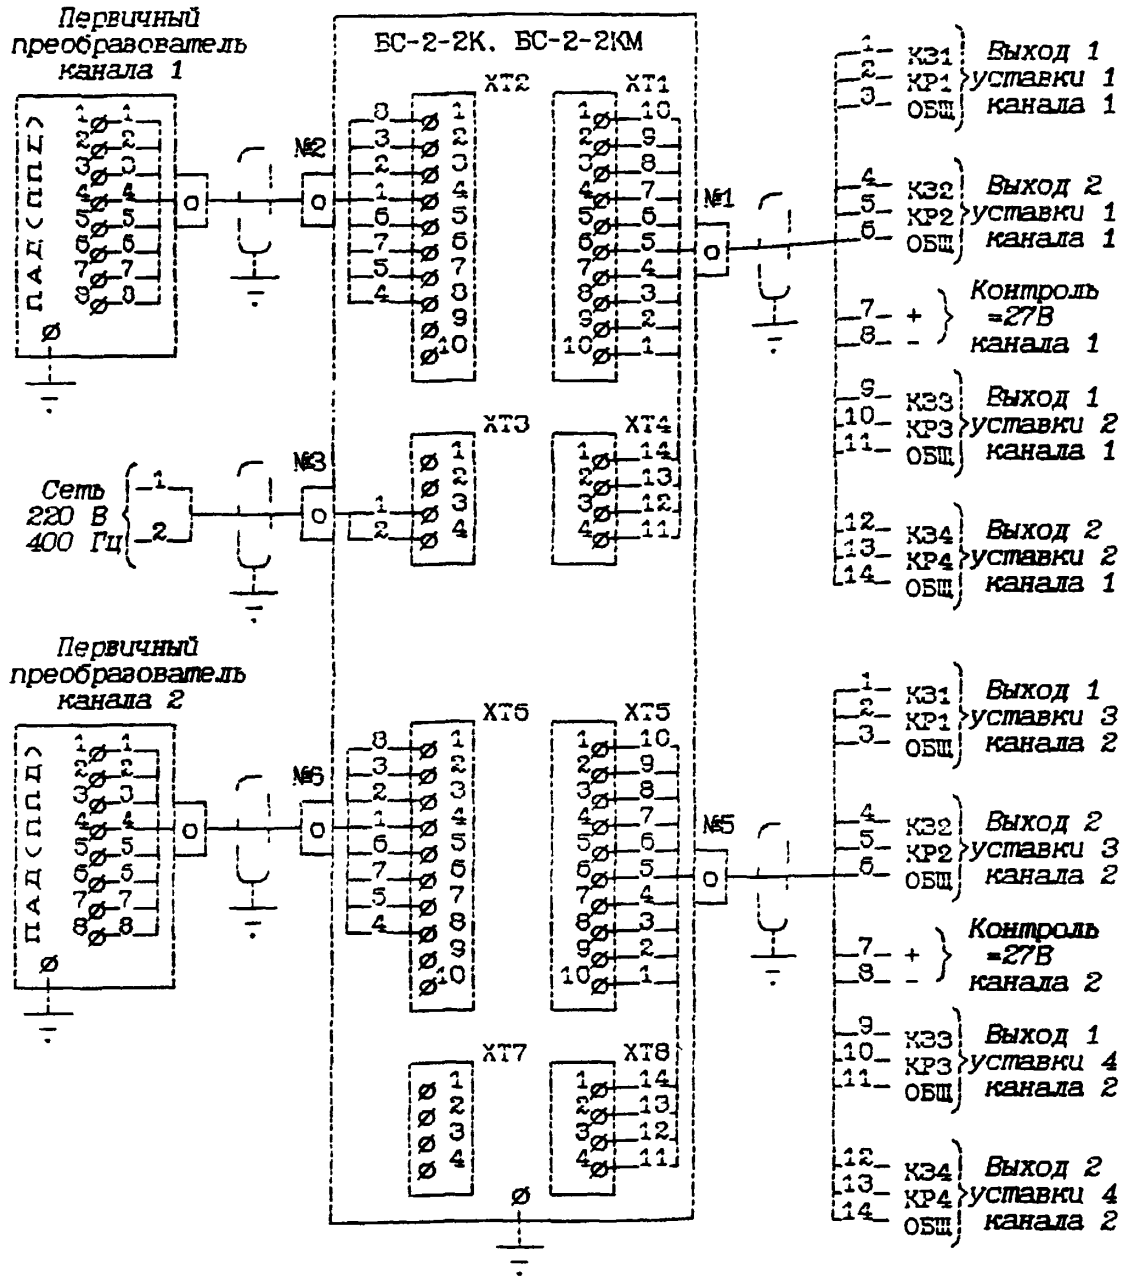 Первичный
преобразователь
канала 1
ПАД(ППД)
1 1
2 2
3 3
4 4
5 5
6 6
7 7
8 8
Сеть
220 В
400 Гц
1
2
Первичный
преобразователь
канала 2
ПАД(ППД)
1 1
2 2
3 3
4 4
5 5
6 6
7 7
8 8
№2
№3
№6
БС-2-2К. БС-2-2КМ
ХТ2
8 1
3 2
2 3
1 4
6 5
7 6
5 7
4 8
9
10
ХТ1
1 10
2 9
3 8
4 7
5 6
6 5
7 4
8 3
9 2
10 1
ХТ3
1
2
1 3
2 4
ХТ4
1 14
2 13
3 12
4 11
ХТ6
8 1
3 2
2 3
1 4
6 5
7 6
5 7
4 8
9
10
ХТ5
1 10
2 9
3 8
4 7
5 6
6 5
7 4
8 3
9 2
10 1
ХТ7
1
2
3
4
ХТ8
1 14
2 13
3 12
4 11
№1
№5
1 КЗ1 Выход 1
2 КР1 уставки 1
3 ОБЩ канала 1
4 КЗ2 Выход 2
5 КР2 уставки 1
6 ОБЩ канала 1
Контроль
7 + =27В
8 - канала 1
9 КЗ3 Выход 1
10 КР3 уставки 2
11 ОБЩ канала 1
12 КЗ4 Выход 2
13 КР4 уставки 2
14 ОБЩ канала 1
1 КЗ1 Выход 1
2 КР1 уставки 3
3 ОБЩ канала 2
4 КЗ2 Выход 2
5 КР2 уставки 3
6 ОБЩ канала 2
Контроль
7 + =27В
8 - канала 2
9 КЗ3 Выход 1
10 КР3 уставки 4
11 ОБЩ канала 2
12 КЗ4 Выход 2
13 КР4 уставки 4
14 ОБЩ канала 2